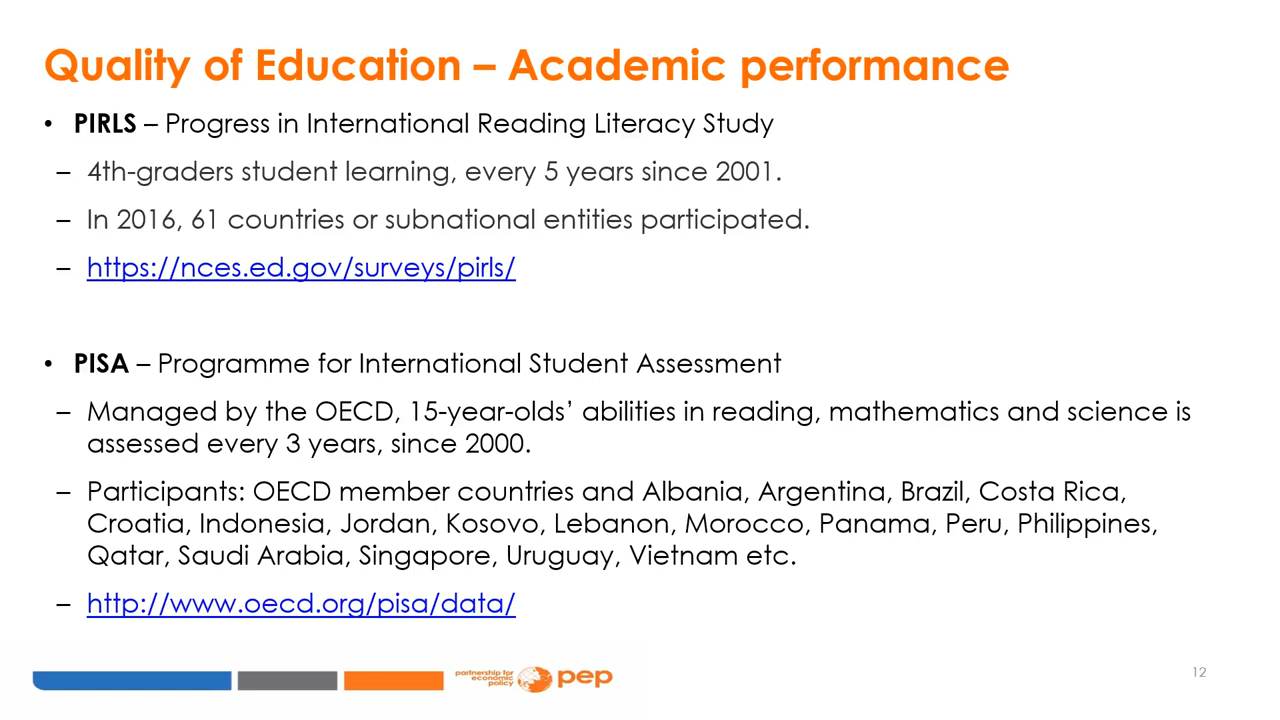 Quality of Education – Academic performance
• PIRLS – Progress in International Reading Literacy Study
– 4th-graders student learning, every 5 years since 2001.
– In 2016, 61 countries or subnational entities participated.
– https://nces.ed.gov/surveys/pirls/
• PISA – Programme for International Student Assessment
– Managed by the OECD, 15-year-olds’ abilities in reading, mathematics and science is
assessed every 3 years, since 2000.
– Participants: OECD member countries and Albania, Argentina, Brazil, Costa Rica,
Croatia, Indonesia, Jordan, Kosovo, Lebanon, Morocco, Panama, Peru, Philippines,
Qatar, Saudi Arabia, Singapore, Uruguay, Vietnam etc.
– http://www.oecd.org/pisa/data/
partnership for
economic
policy
pep
12